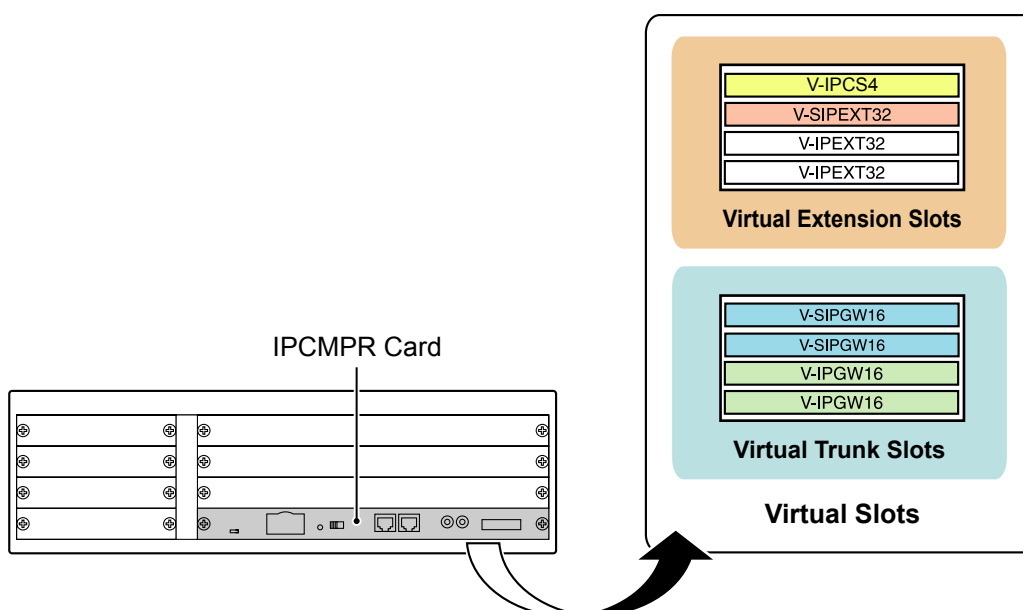 V-IPCS4
V-SIPEXT32
V-IPEXT32
V-IPEXT32
Virtual Extension Slots
V-SIPGW16
V-SIPGW16
V-IPGW16
V-IPGW16
Virtual Trunk Slots
Virtual Slots
IPCMPR Card